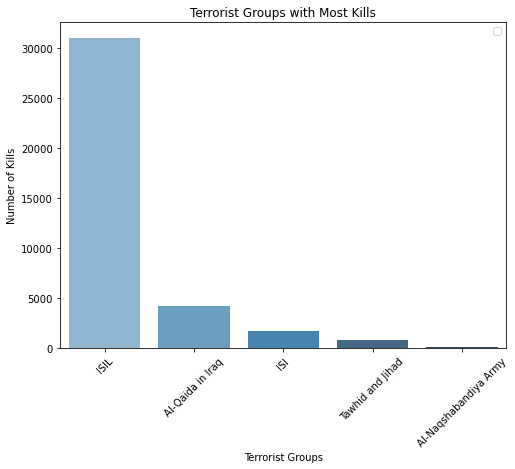 Terrorist Groups with Most Kills
30000
25000
20000
15000
10000
5000
0
Number of Kills
ISIL
Al-Qaida in Iraq
ISI
Tawhid and Jihad
Al-Naqshabandiya Army
Terrorist Groups